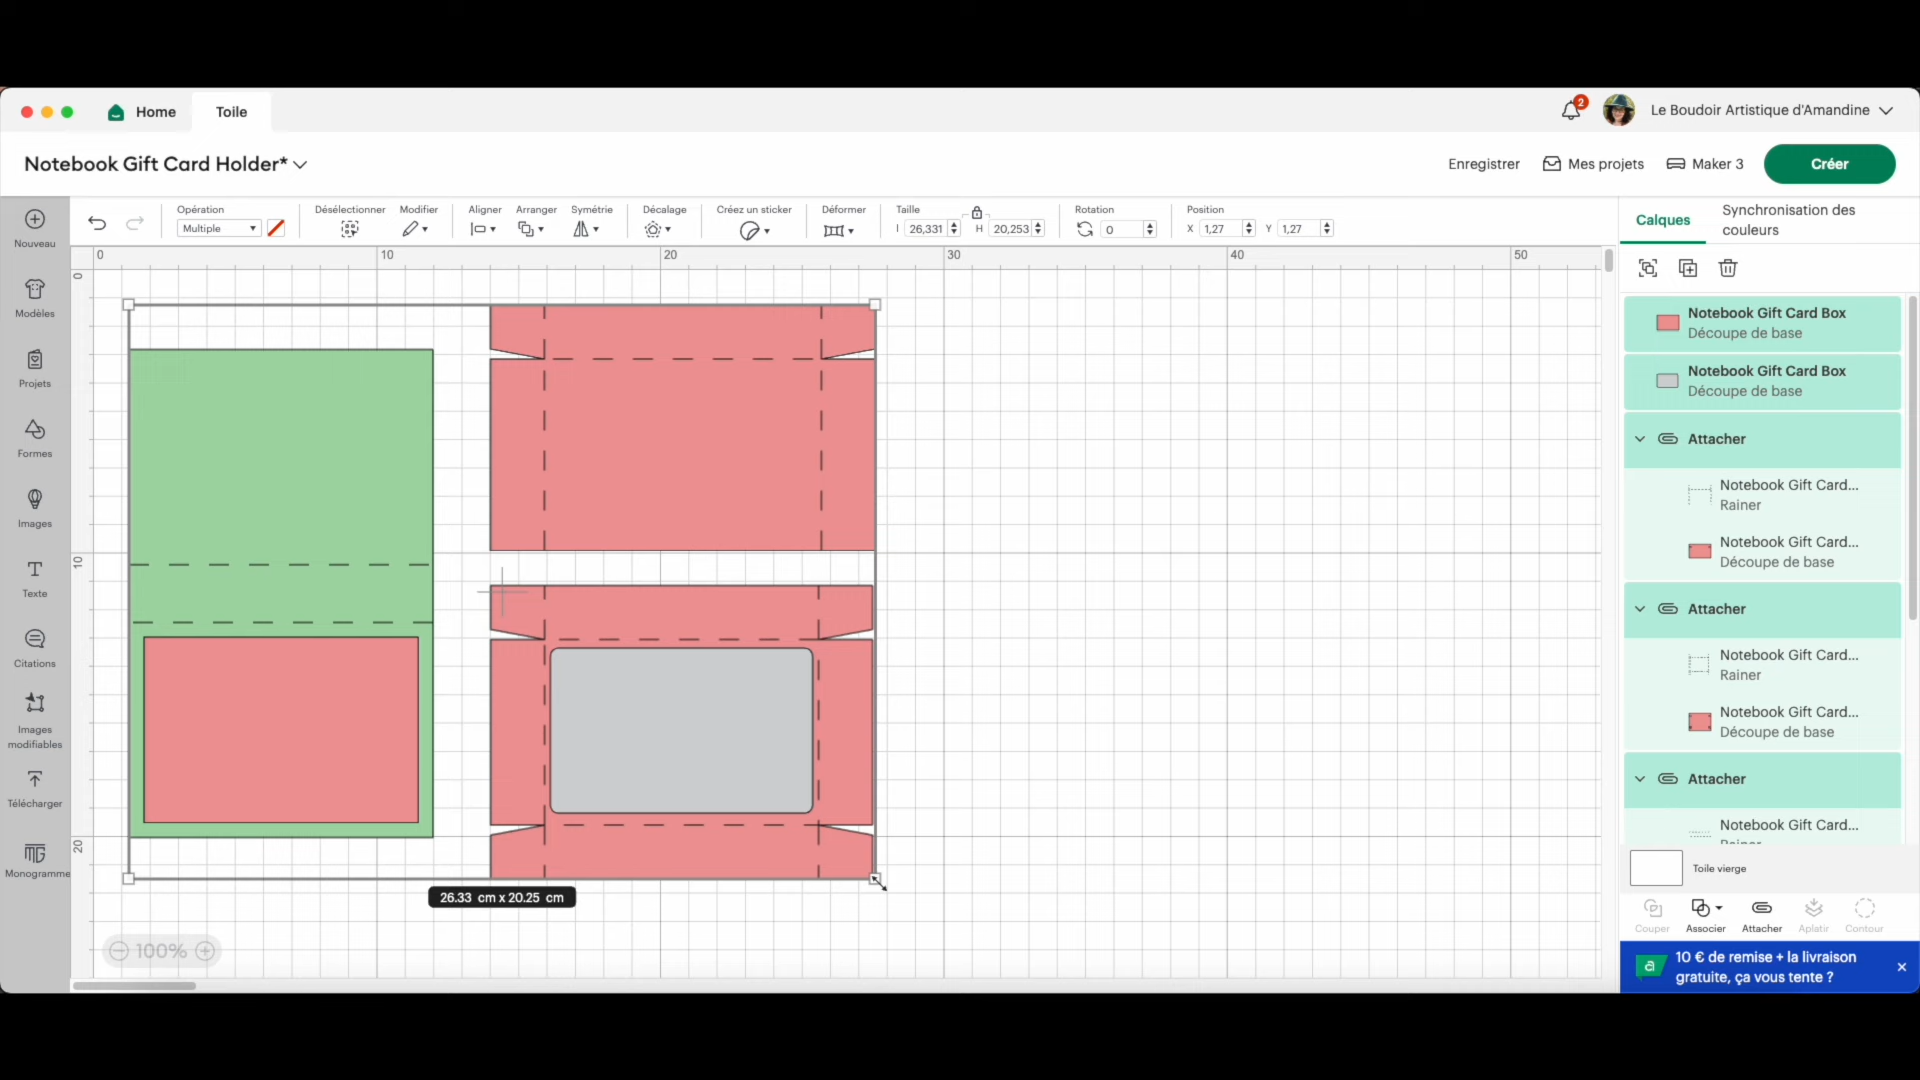 Home
Toile
2
Le Boudoir Artistique d'Amandine
Notebook Gift Card Holder*
Enregistrer
Mes projets
Maker 3
Créer
Nouveau
Modèles
Projets
Formes
Images
Texte
Citations
Images
modifiables
Télécharger
Monogramme
Opération
Multiple
Désélectionner
Modifier
Aligner
Arranger
Symétrie
Décalage
Créez un sticker
Déformer
Taille
I 26,331
H 20,253
Rotation
0
Position
X 1,27
Y 1,27
0 10 20 30 40 50
0
10
20
26.33 cm x 20.25 cm
100%
Calques
Synchronisation des
couleurs
Notebook Gift Card Box
Découpe de base
Notebook Gift Card Box
Découpe de base
Attacher
Notebook Gift Card...
Rainer
Notebook Gift Card...
Découpe de base
Attacher
Notebook Gift Card...
Rainer
Notebook Gift Card...
Découpe de base
Attacher
Notebook Gift Card...
Rainer
Toile vierge
Couper
Associer
Attacher
Aplatir
Contour
a
10 € de remise + la livraison
gratuite, ça vous tente ?